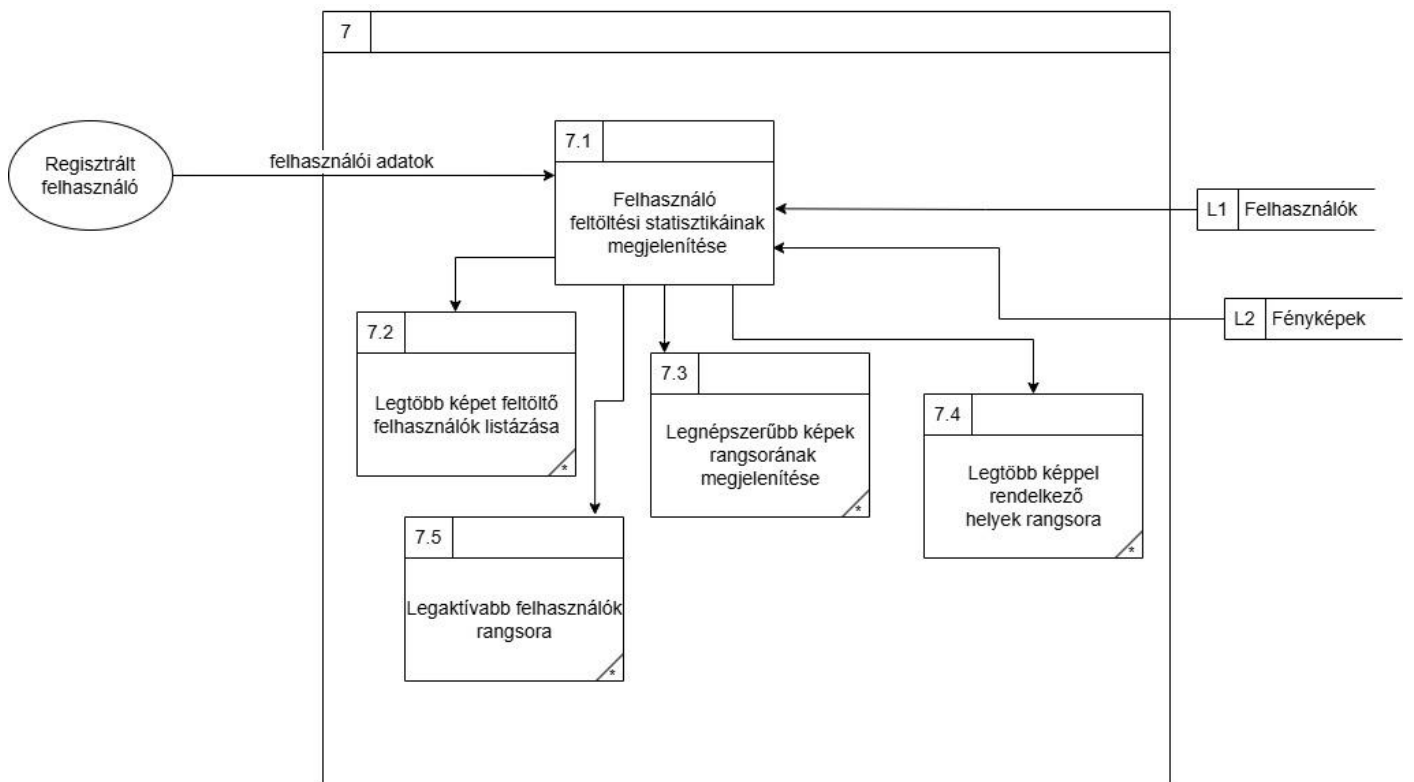 7
Regisztrált
felhasználó
felhasználói adatok
7.1
Felhasználó
feltöltési statisztikáinak
megjelenítése
L1 Felhasználók
L2 Fényképek
7.2
Legtöbb képet feltöltő
felhasználók listázása
*
7.3
Legnépszerűbb képek
rangsorának
megjelenítése
*
7.4
Legtöbb képpel
rendelkező
helyek rangsora
*
7.5
Legaktívabb felhasználók
rangsora
*